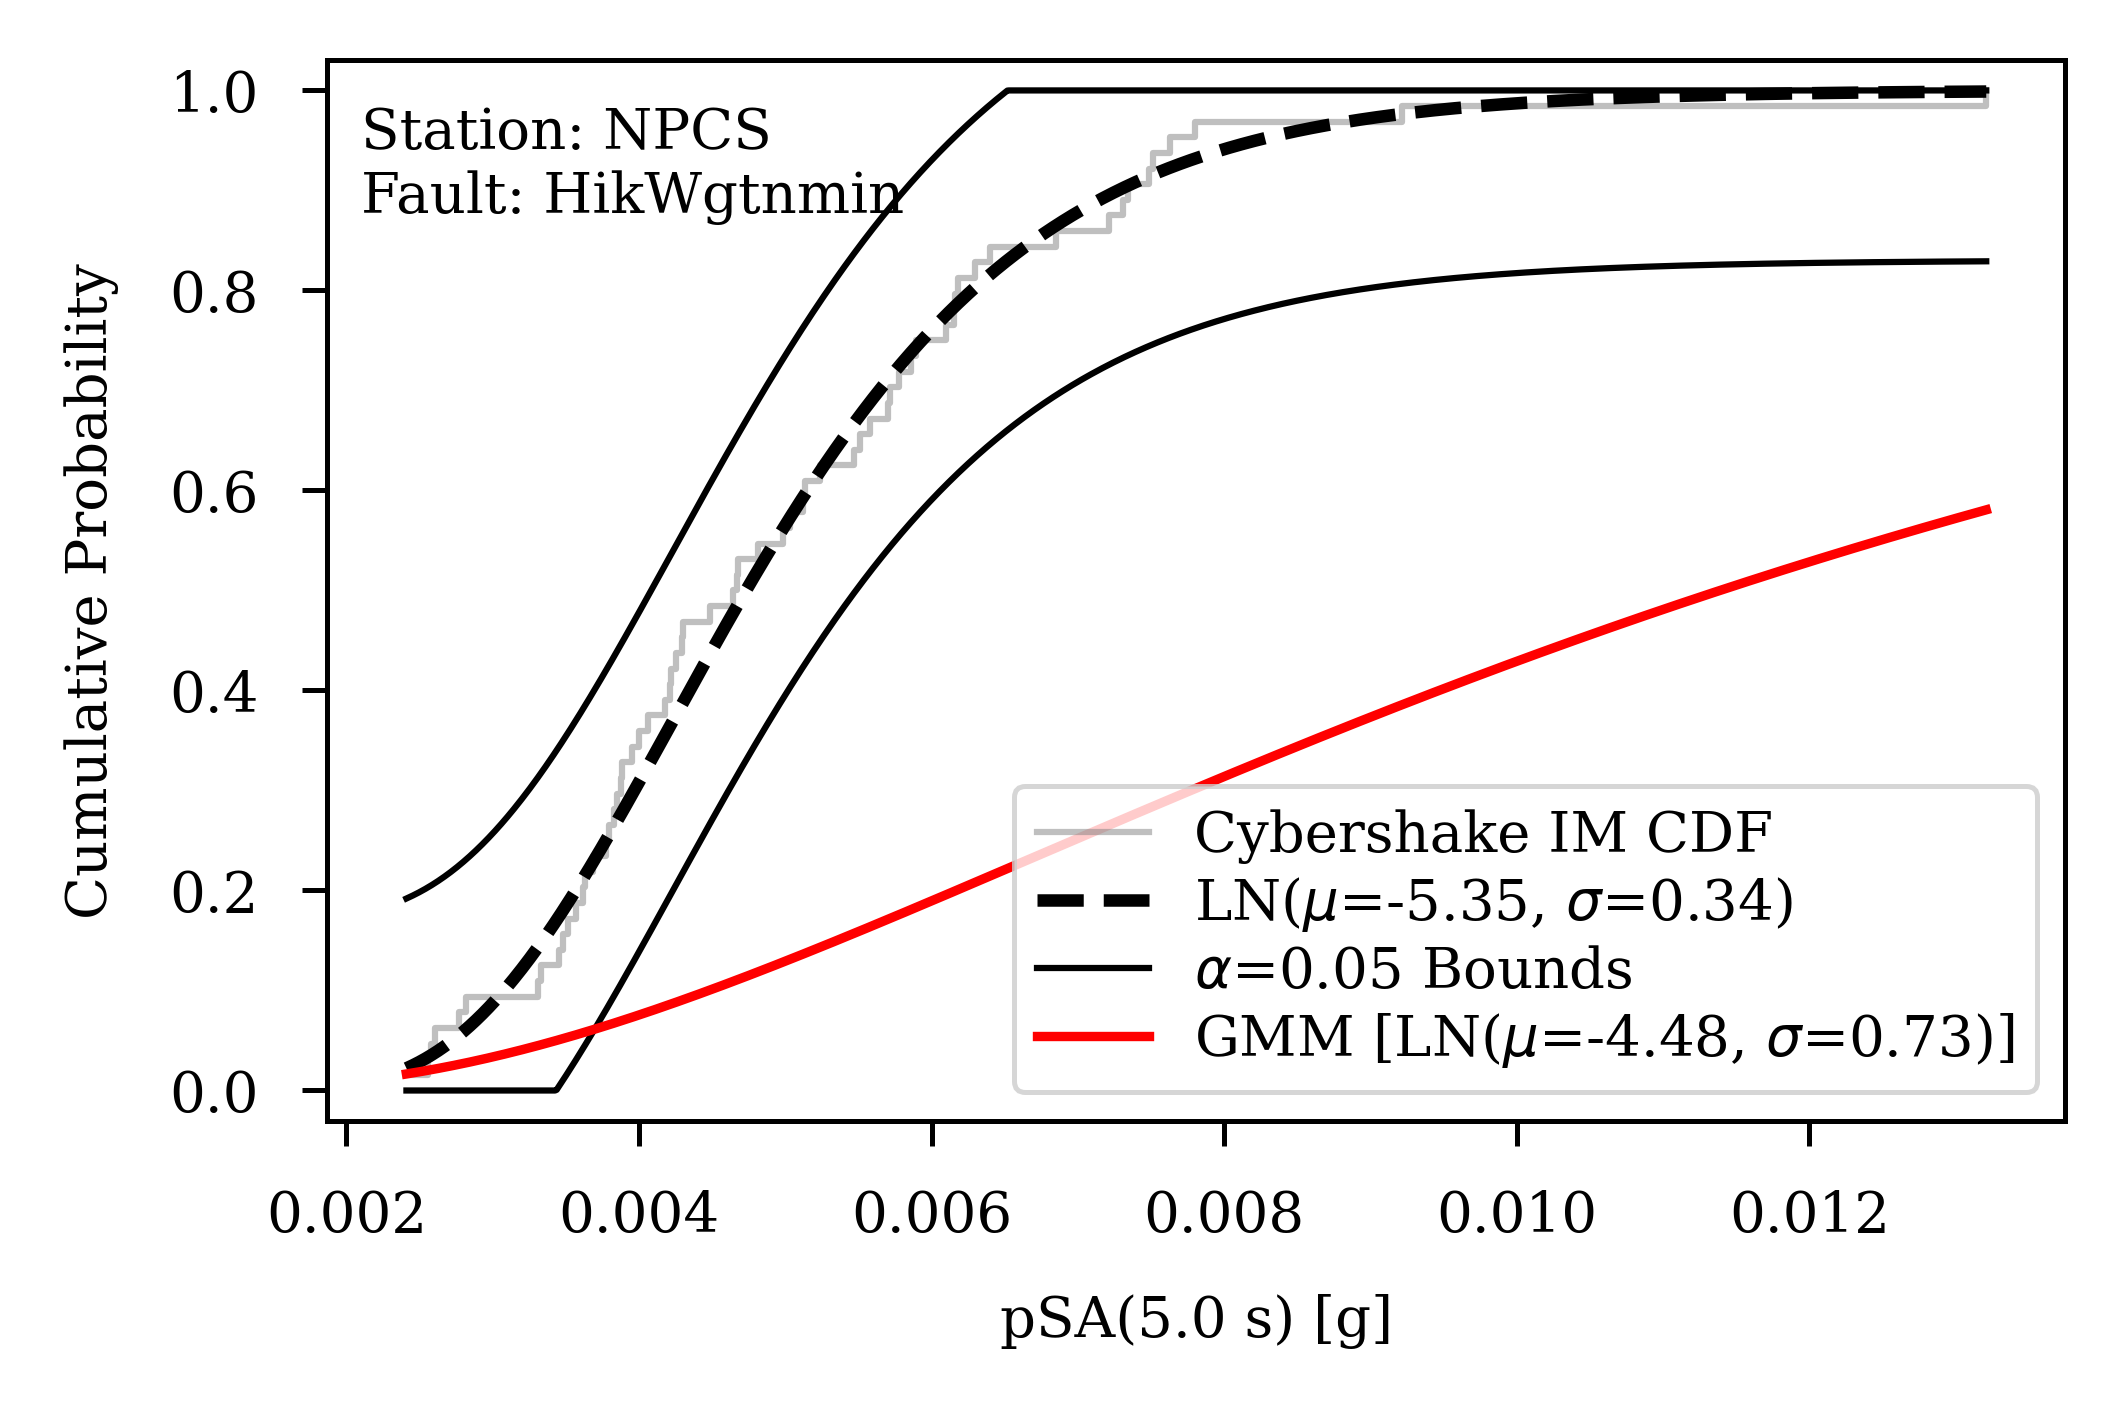 Station: NPCS
Fault: HikWgtnmin
1.0
0.8
0.6
0.4
0.2
0.0
Cumulative Probability
Cybershake IM CDF
LN(μ=-5.35, σ=0.34)
α=0.05 Bounds
GMM [LN(μ=-4.48, σ=0.73)]
0.002 0.004 0.006 0.008 0.010 0.012
pSA(5.0 s) [g]